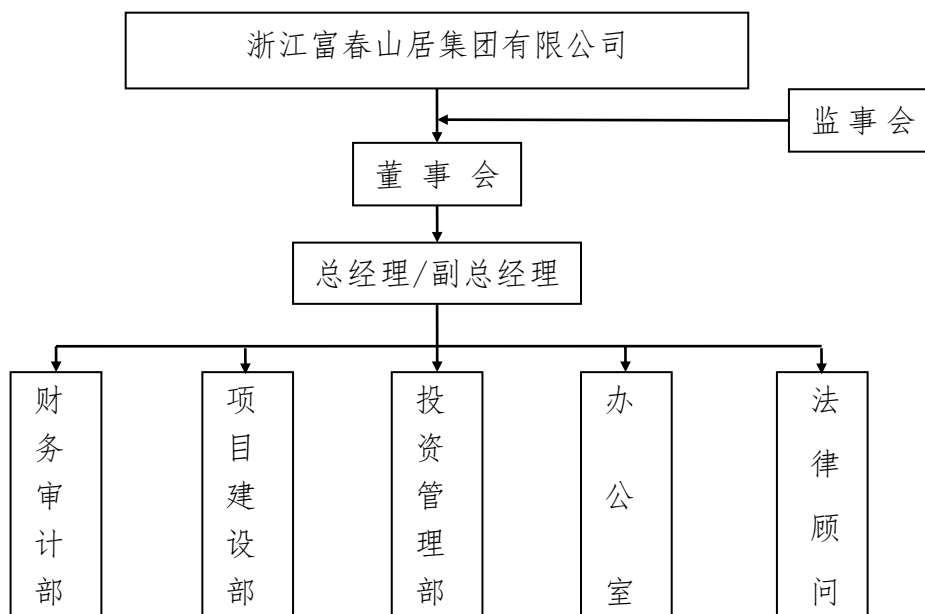 浙江富春山居集团有限公司
监事会
董事会
总经理/副总经理
财务审计部
项目建设部
投资管理部
办公室
法律顾问